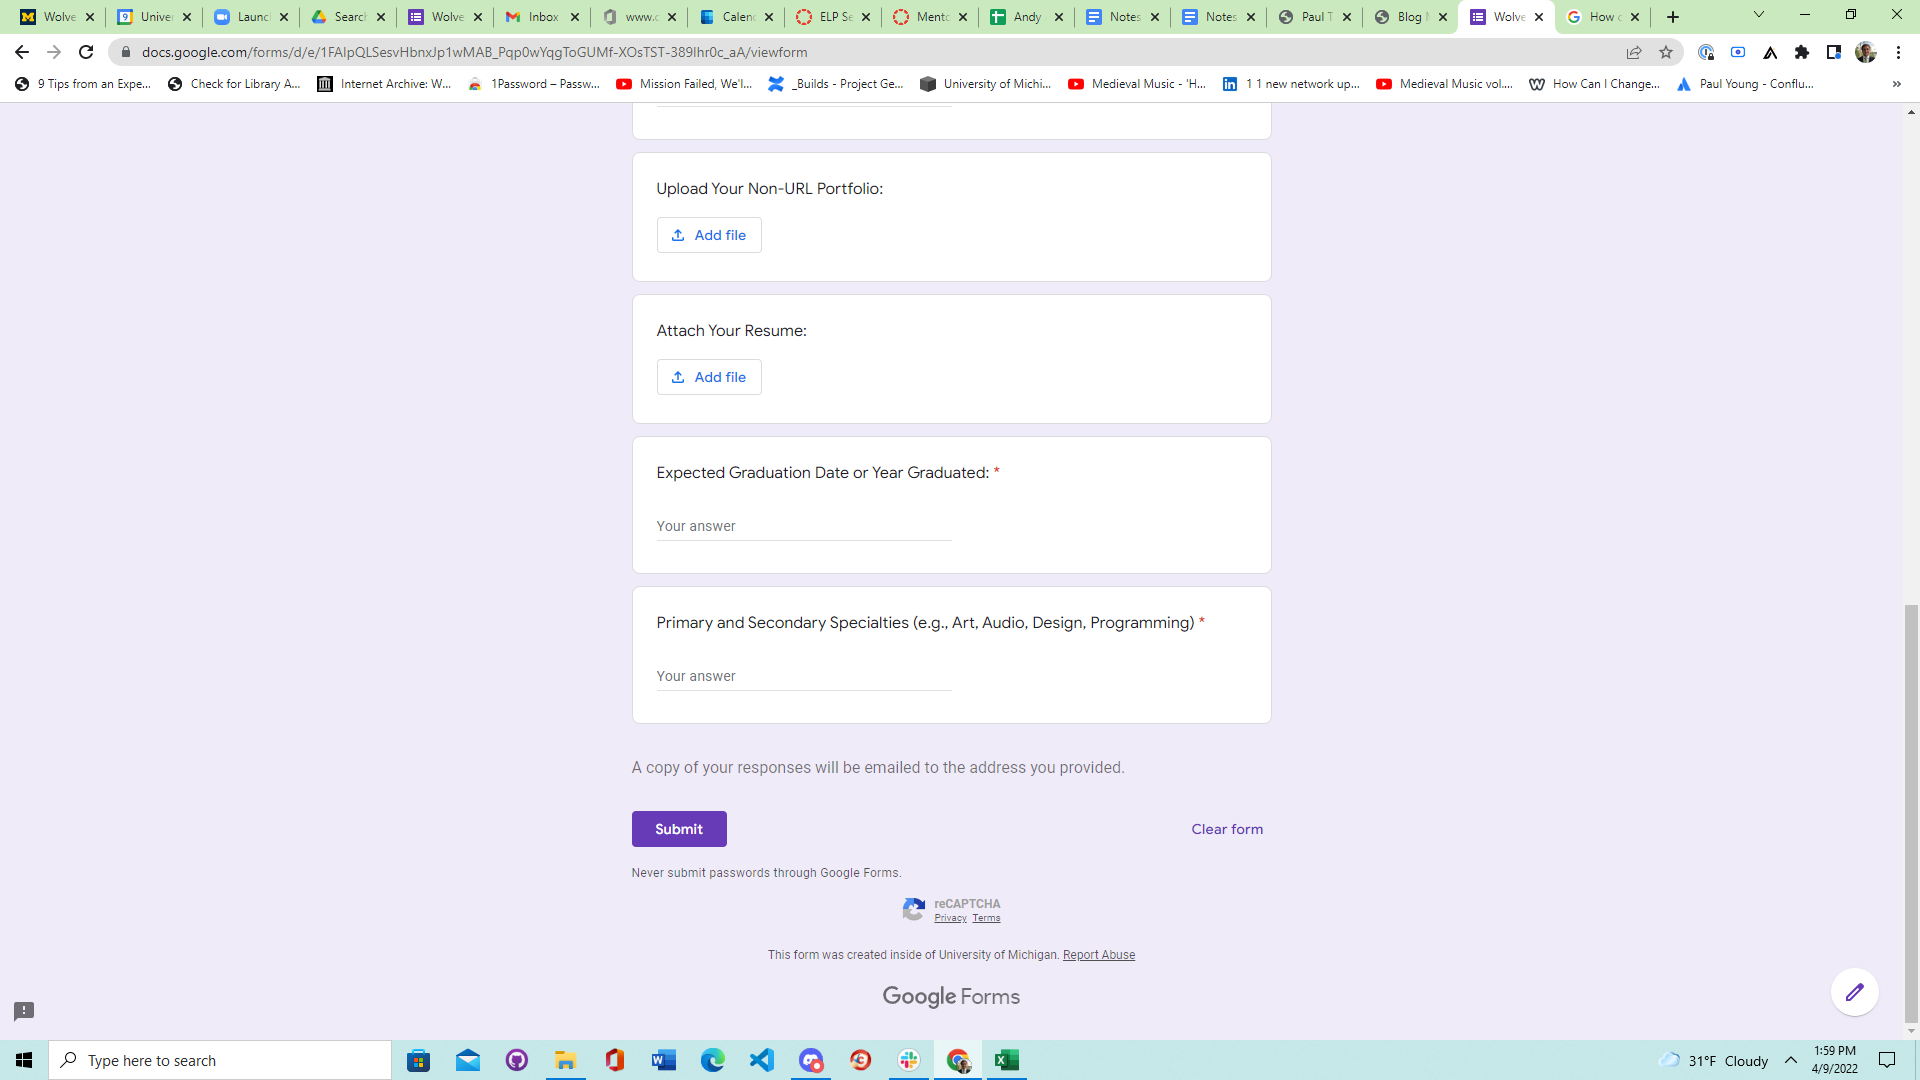 Wolve
Univer
Launch
Search
Wolve
Inbox
www.c
Calenc
ELP Se
Mento
Andy
Notes
Notes
Paul T
Blog M
Wolve
How c
docs.google.com/forms/d/e/1FAIpQLSesvHbnxJp1wMAB_Pqp0wYqgToGUMf-XOsTST-389lhr0c_aA/viewform
9 Tips from an Expe...
Check for Library A...
Internet Archive: W...
1Password – Passw...
Mission Failed, We'l...
_Builds - Project Ge...
University of Michi...
Medieval Music - 'H...
1 1 new network up...
Medieval Music vol....
How Can I Change...
Paul Young - Conflu...
»
Upload Your Non-URL Portfolio:
Add file
Attach Your Resume:
Add file
Expected Graduation Date or Year Graduated: *
Your answer
Primary and Secondary Specialties (e.g., Art, Audio, Design, Programming) *
Your answer
A copy of your responses will be emailed to the address you provided.
Submit
Clear form
Never submit passwords through Google Forms.
reCAPTCHA
Privacy Terms
This form was created inside of University of Michigan. Report Abuse
Google Forms
Type here to search
31°F Cloudy
1:59 PM
4/9/2022